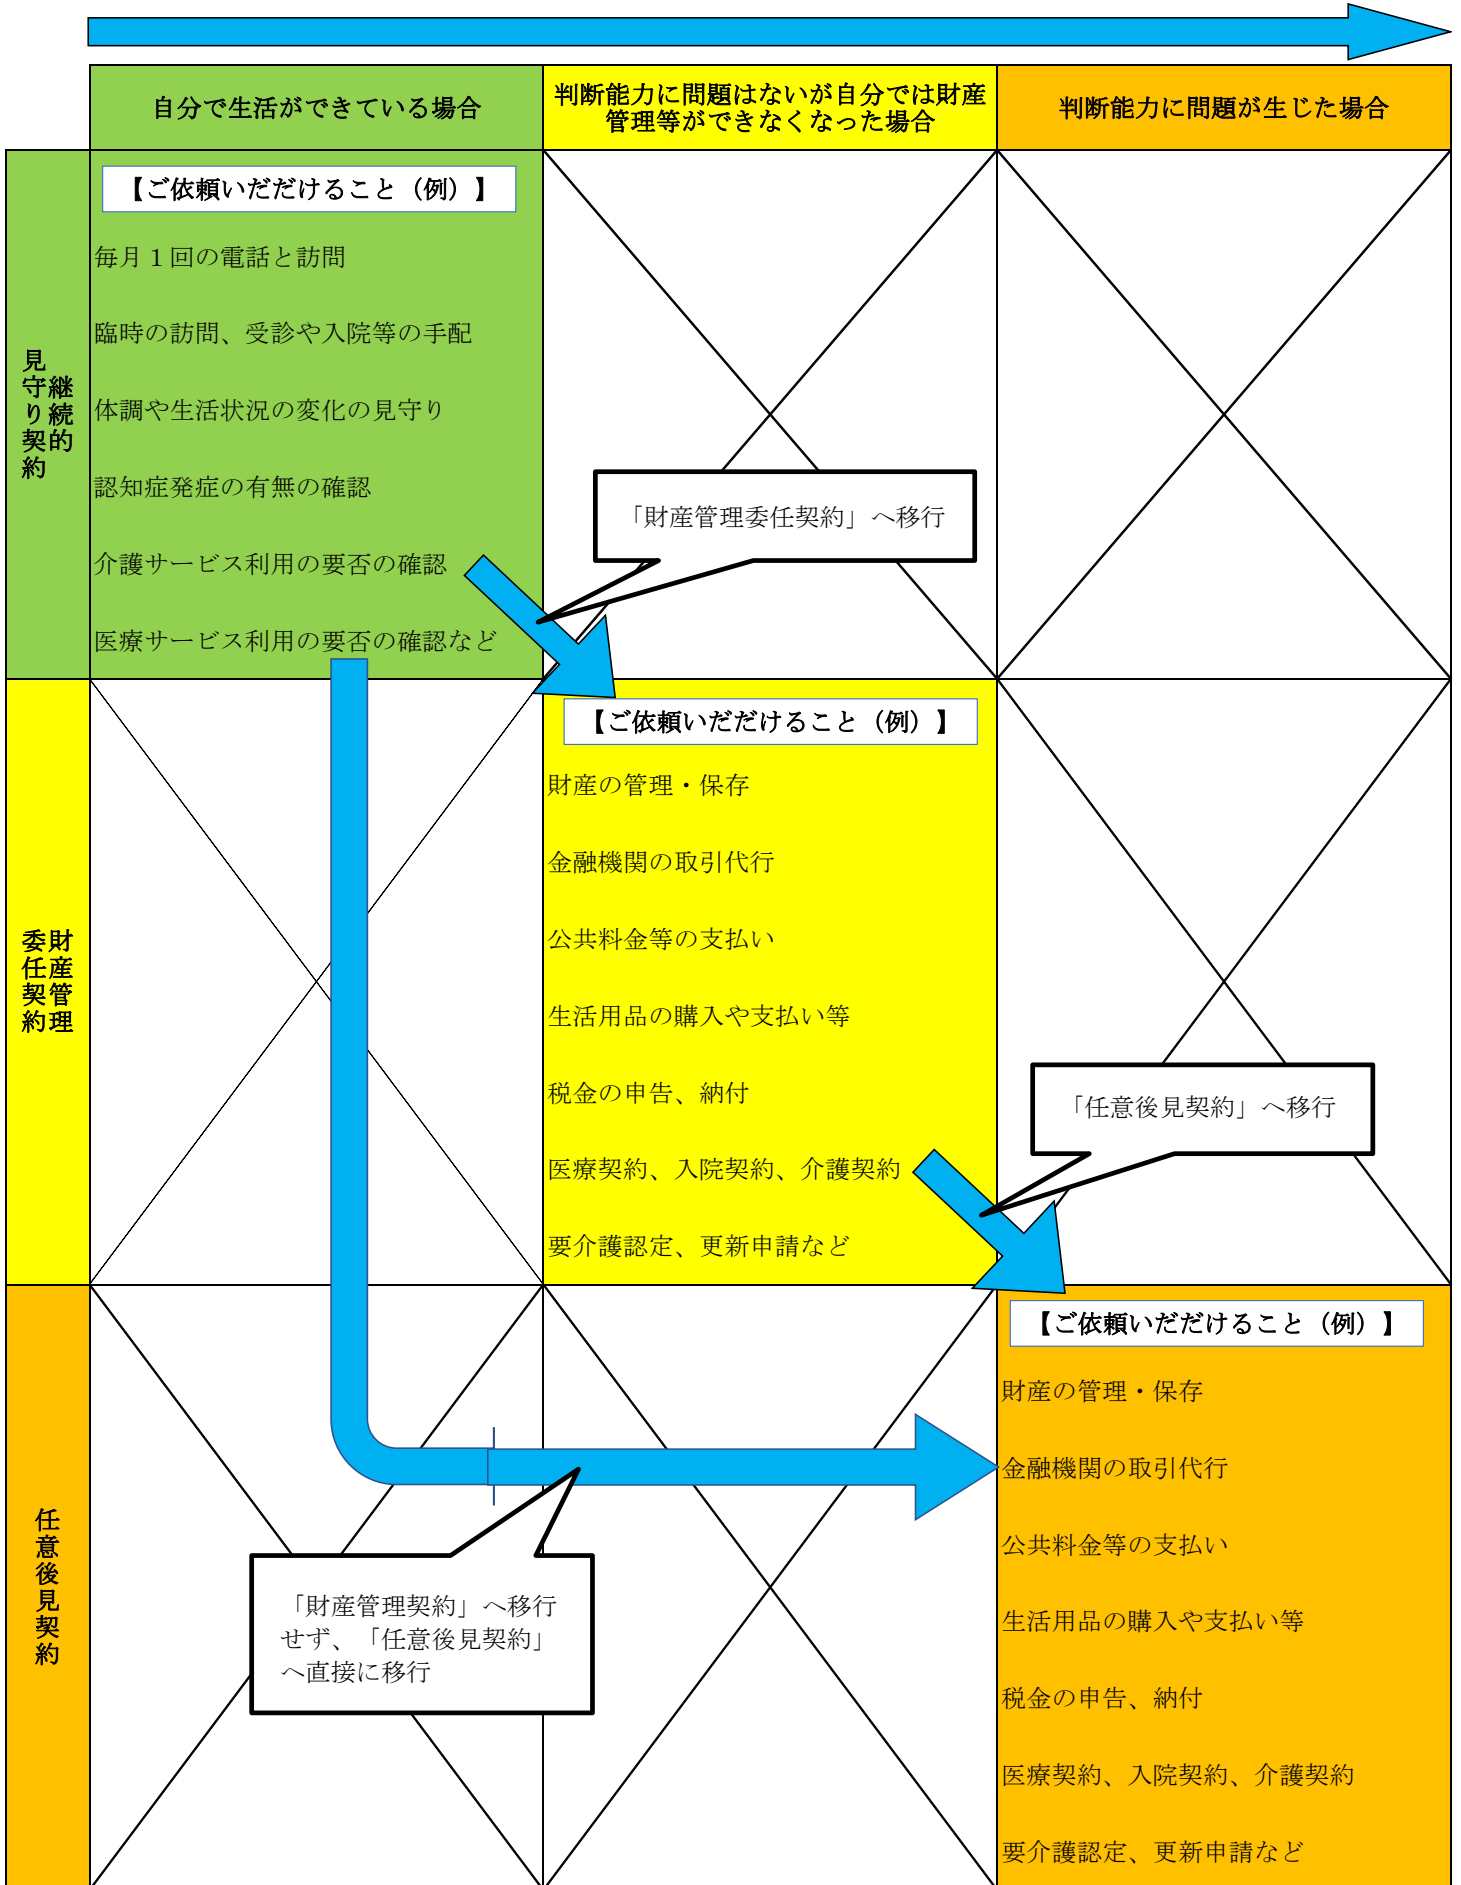 自分で生活ができている場合
判断能力に問題はないが自分では財産
管理等ができなくなった場合
判断能力に問題が生じた場合
継続的
見守り契約
【ご依頼いだだけること（例）】
毎月１回の電話と訪問
臨時の訪問、受診や入院等の手配
体調や生活状況の変化の見守り
認知症発症の有無の確認
介護サービス利用の要否の確認
医療サービス利用の要否の確認など
「財産管理委任契約」へ移行
財産管理
委任契約
【ご依頼いだだけること（例）】
財産の管理・保存
金融機関の取引代行
公共料金等の支払い
生活用品の購入や支払い等
税金の申告、納付
医療契約、入院契約、介護契約
要介護認定、更新申請など
「任意後見契約」へ移行
任意後見契約
「財産管理契約」へ移行
せず、「任意後見契約」
へ直接に移行
【ご依頼いだだけること（例）】
財産の管理・保存
金融機関の取引代行
公共料金等の支払い
生活用品の購入や支払い等
税金の申告、納付
医療契約、入院契約、介護契約
要介護認定、更新申請など